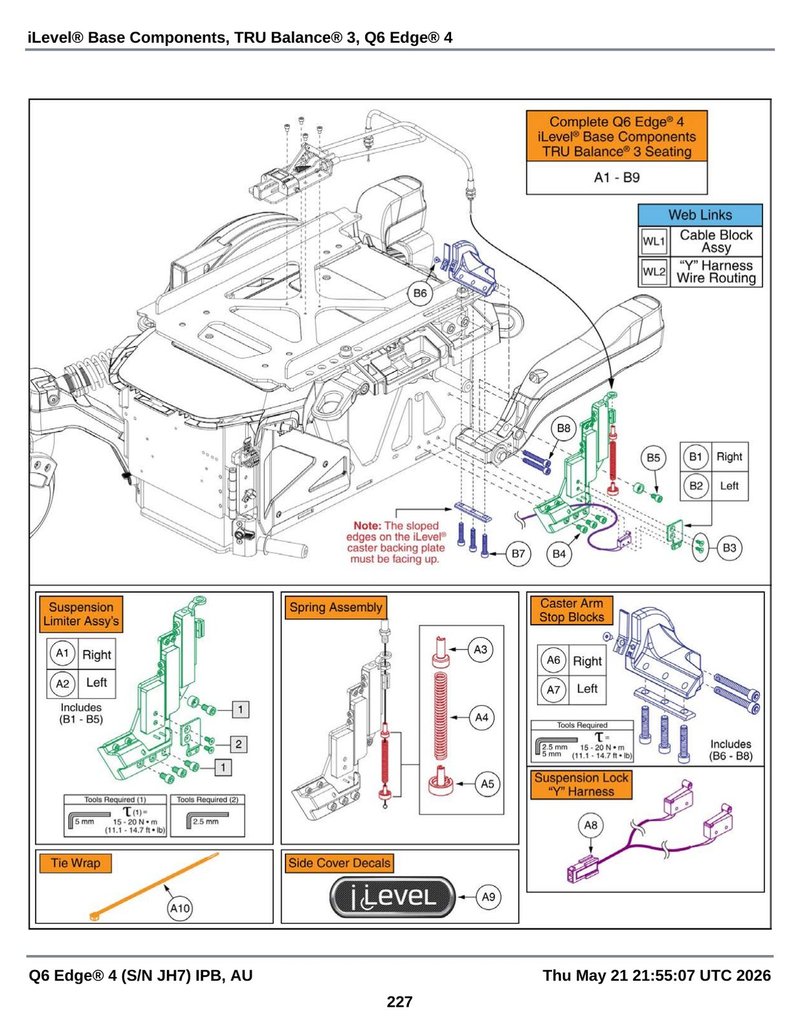 iLevel® Base Components, TRU Balance® 3, Q6 Edge® 4
Complete Q6 Edge® 4
iLevel® Base Components
TRU Balance® 3 Seating
A1 - B9
Web Links
WL1
Cable Block
Assy
WL2
“Y” Harness
Wire Routing
B6
B8
B5
B1
Right
B2
Left
Note: The sloped
edges on the iLevel®
caster backing plate
must be facing up.
B7
B4
B3
Suspension
Limiter Assy's
A1
Right
A2
Left
Includes
(B1 - B5)
1
2
1
Tools Required (1)
5 mm
τ(1)=
15 - 20 N • m
(11.1 - 14.7 ft • lb)
Tools Required (2)
2.5 mm
Spring Assembly
A3
A4
A5
Caster Arm
Stop Blocks
A6
Right
A7
Left
Tools Required
2.5 mm
5 mm
τ=
15 - 20 N • m
(11.1 - 14.7 ft • lb)
Includes
(B6 - B8)
Suspension Lock
“Y” Harness
A8
Tie Wrap
A10
Side Cover Decals
iLEVEL
A9
Q6 Edge® 4 (S/N JH7) IPB, AU
Thu May 21 21:55:07 UTC 2026
227